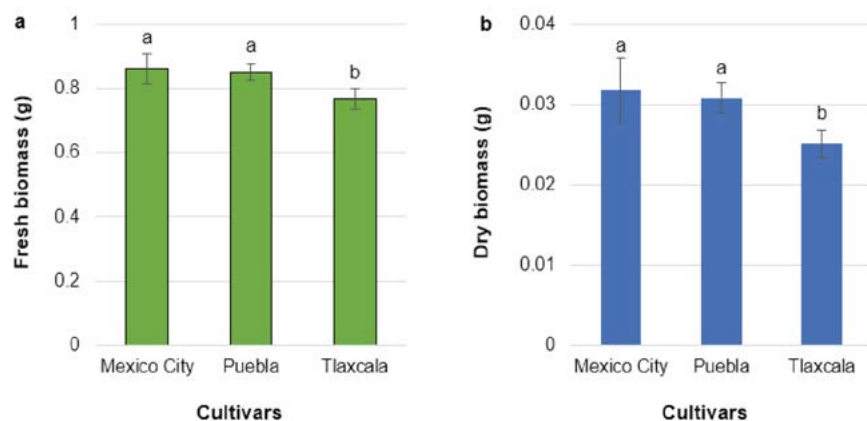 a
Fresh biomass (g)
1
0.8
0.6
0.4
0.2
0
a
a
b
Mexico City
Puebla
Tlaxcala
Cultivars
b
Dry biomass (g)
0.04
0.03
0.02
0.01
0
a
a
b
Mexico City
Puebla
Tlaxcala
Cultivars